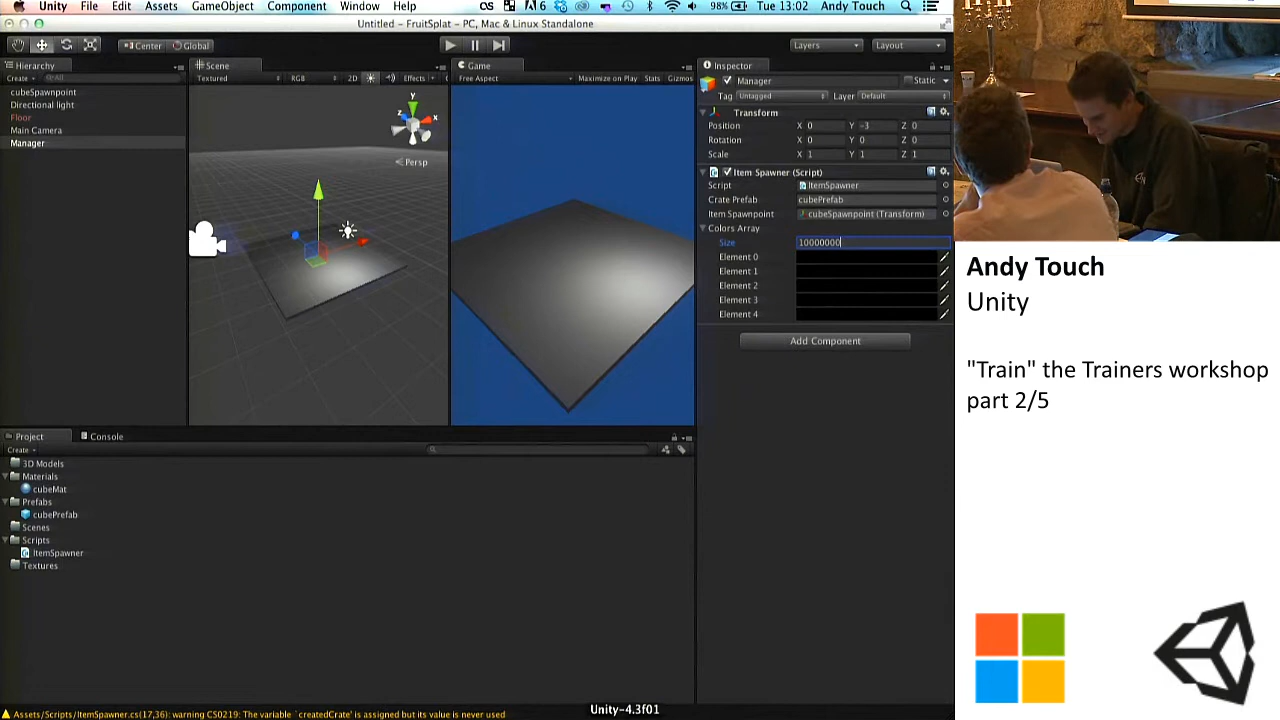 Unity File Edit Assets GameObject Component Window Help 6 98% Tue 13:02 Andy Touch
Untitled - FruitSplat - PC, Mac & Linux Standalone
Center Global Layers Layout
Hierarchy Scene Game Inspector
Create All Textured RGB 2D Effects Free Aspect Maximize on Play Stats Gizmos Manager Static
cubeSpawnpoint
Directional light
Floor
Main Camera
Manager
y x z
Persp
Tag Untagged Layer Default
Transform
Position X 0 Y -3 Z 0
Rotation X 0 Y 0 Z 0
Scale X 1 Y 1 Z 1
Item Spawner (Script)
Script ItemSpawner
Crate Prefab cubePrefab
Item Spawnpoint cubeSpawnpoint (Transform)
Colors Array
Size 10000000
Element 0
Element 1
Element 2
Element 3
Element 4
Add Component
Project Console
Create
3D Models
Materials
cubeMat
Prefabs
cubePrefab
Scenes
Scripts
ItemSpawner
Textures
Assets/Scripts/ItemSpawner.cs(17,36): warning CS0219: The variable `createdCrate' is assigned but its value is never used
Unity-4.3f01
Andy Touch
Unity
"Train" the Trainers workshop
part 2/5